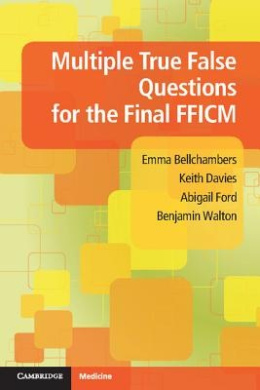 Multiple True False
Questions
for the Final FFICM
Emma Bellchambers
Keith Davies
Abigail Ford
Benjamin Walton
CAMBRIDGE Medicine